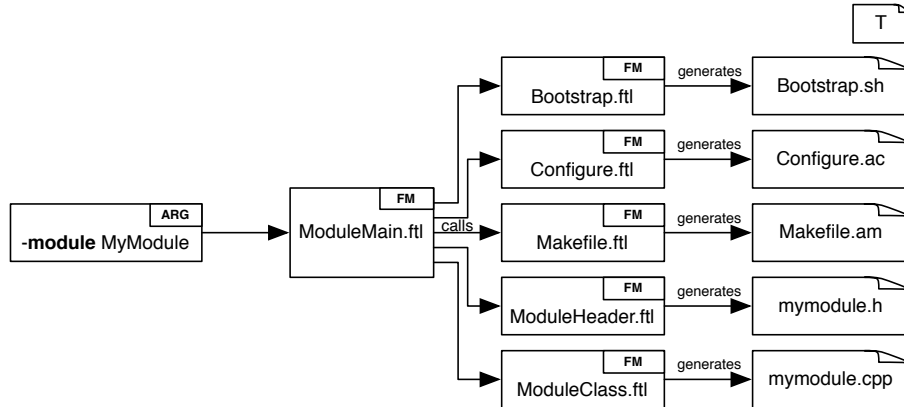 T
FM
generates
Bootstrap.ftl
Bootstrap.sh
FM
generates
Configure.ftl
Configure.ac
ARG
-module MyModule
FM
ModuleMain.ftl
calls
FM
generates
Makefile.ftl
Makefile.am
FM
generates
ModuleHeader.ftl
mymodule.h
FM
generates
ModuleClass.ftl
mymodule.cpp